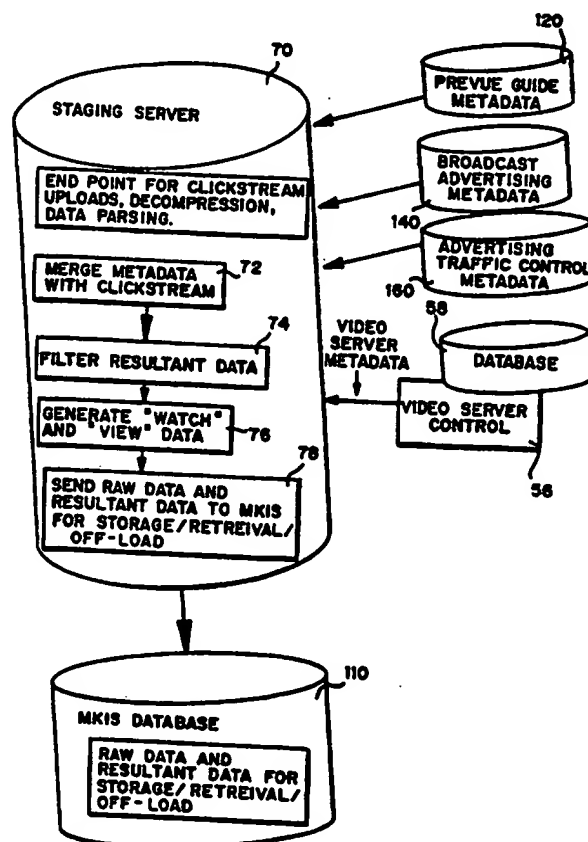 70
STAGING SERVER
120
PREVUE GUIDE
METADATA
END POINT FOR CLICKSTREAM
UPLOADS, DECOMPRESSION,
DATA PARSING.
BROADCAST
ADVERTISING
METADATA
140
72
MERGE METADATA
WITH CLICKSTREAM
ADVERTISING
TRAFFIC CONTROL
METADATA
160
74
FILTER RESULTANT DATA
VIDEO
SERVER
METADATA
58
DATABASE
VIDEO SERVER
CONTROL
56
GENERATE "WATCH"
AND "VIEW" DATA
76
78
SEND RAW DATA AND
RESULTANT DATA TO MKIS
FOR STORAGE/RETREIVAL/
OFF-LOAD
110
MKIS DATABASE
RAW DATA AND
RESULTANT DATA FOR
STORAGE/RETREIVAL/
OFF-LOAD